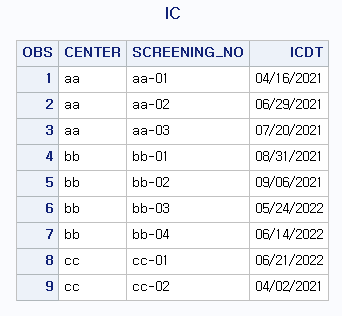 IC
OBS CENTER SCREENING_NO ICDT
1 aa aa-01 04/16/2021
2 aa aa-02 06/29/2021
3 aa aa-03 07/20/2021
4 bb bb-01 08/31/2021
5 bb bb-02 09/06/2021
6 bb bb-03 05/24/2022
7 bb bb-04 06/14/2022
8 cc cc-01 06/21/2022
9 cc cc-02 04/02/2021